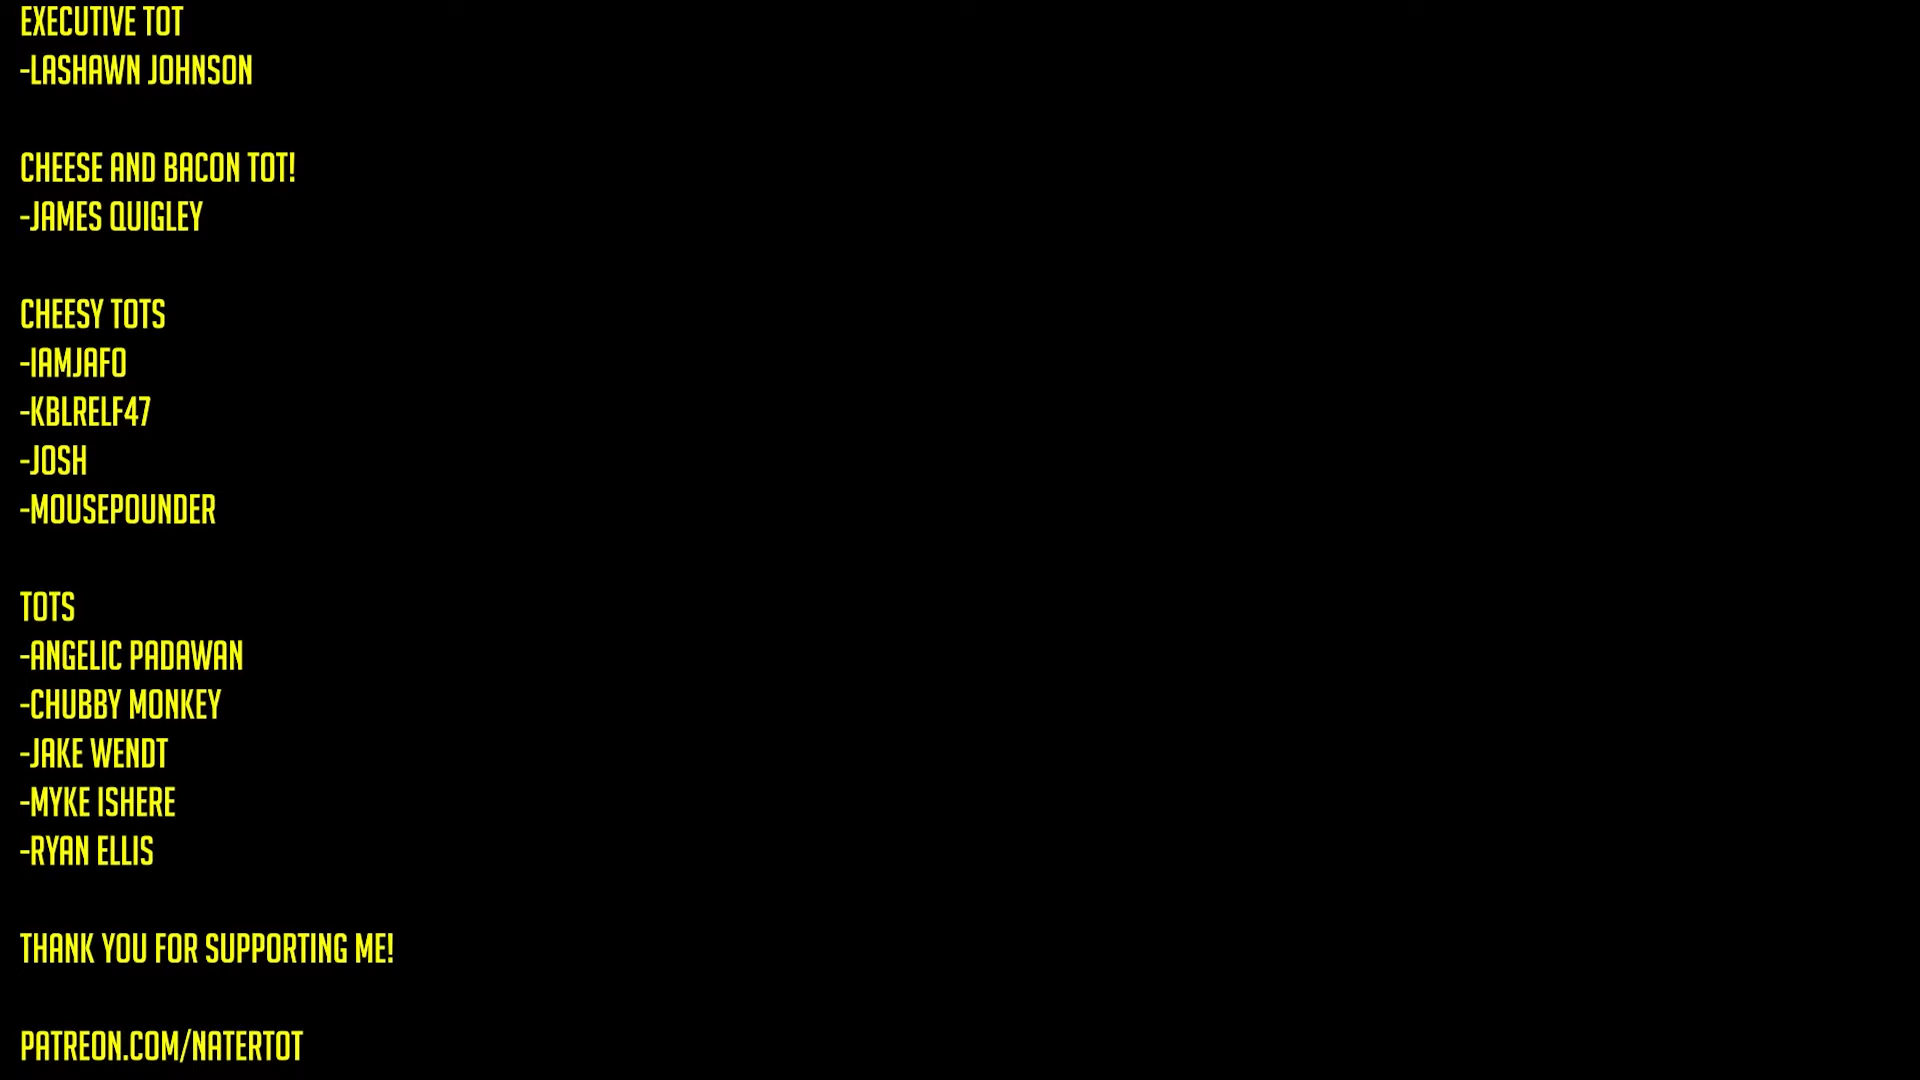 EXECUTIVE TOT
-LASHAWN JOHNSON
CHEESE AND BACON TOT!
-JAMES QUIGLEY
CHEESY TOTS
-IAMJAFO
-KBLRELF47
-JOSH
-MOUSEPOUNDER
TOTS
-ANGELIC PADAWAN
-CHUBBY MONKEY
-JAKE WENDT
-MYKE ISHERE
-RYAN ELLIS
THANK YOU FOR SUPPORTING ME!
PATREON.COM/NATERTOT